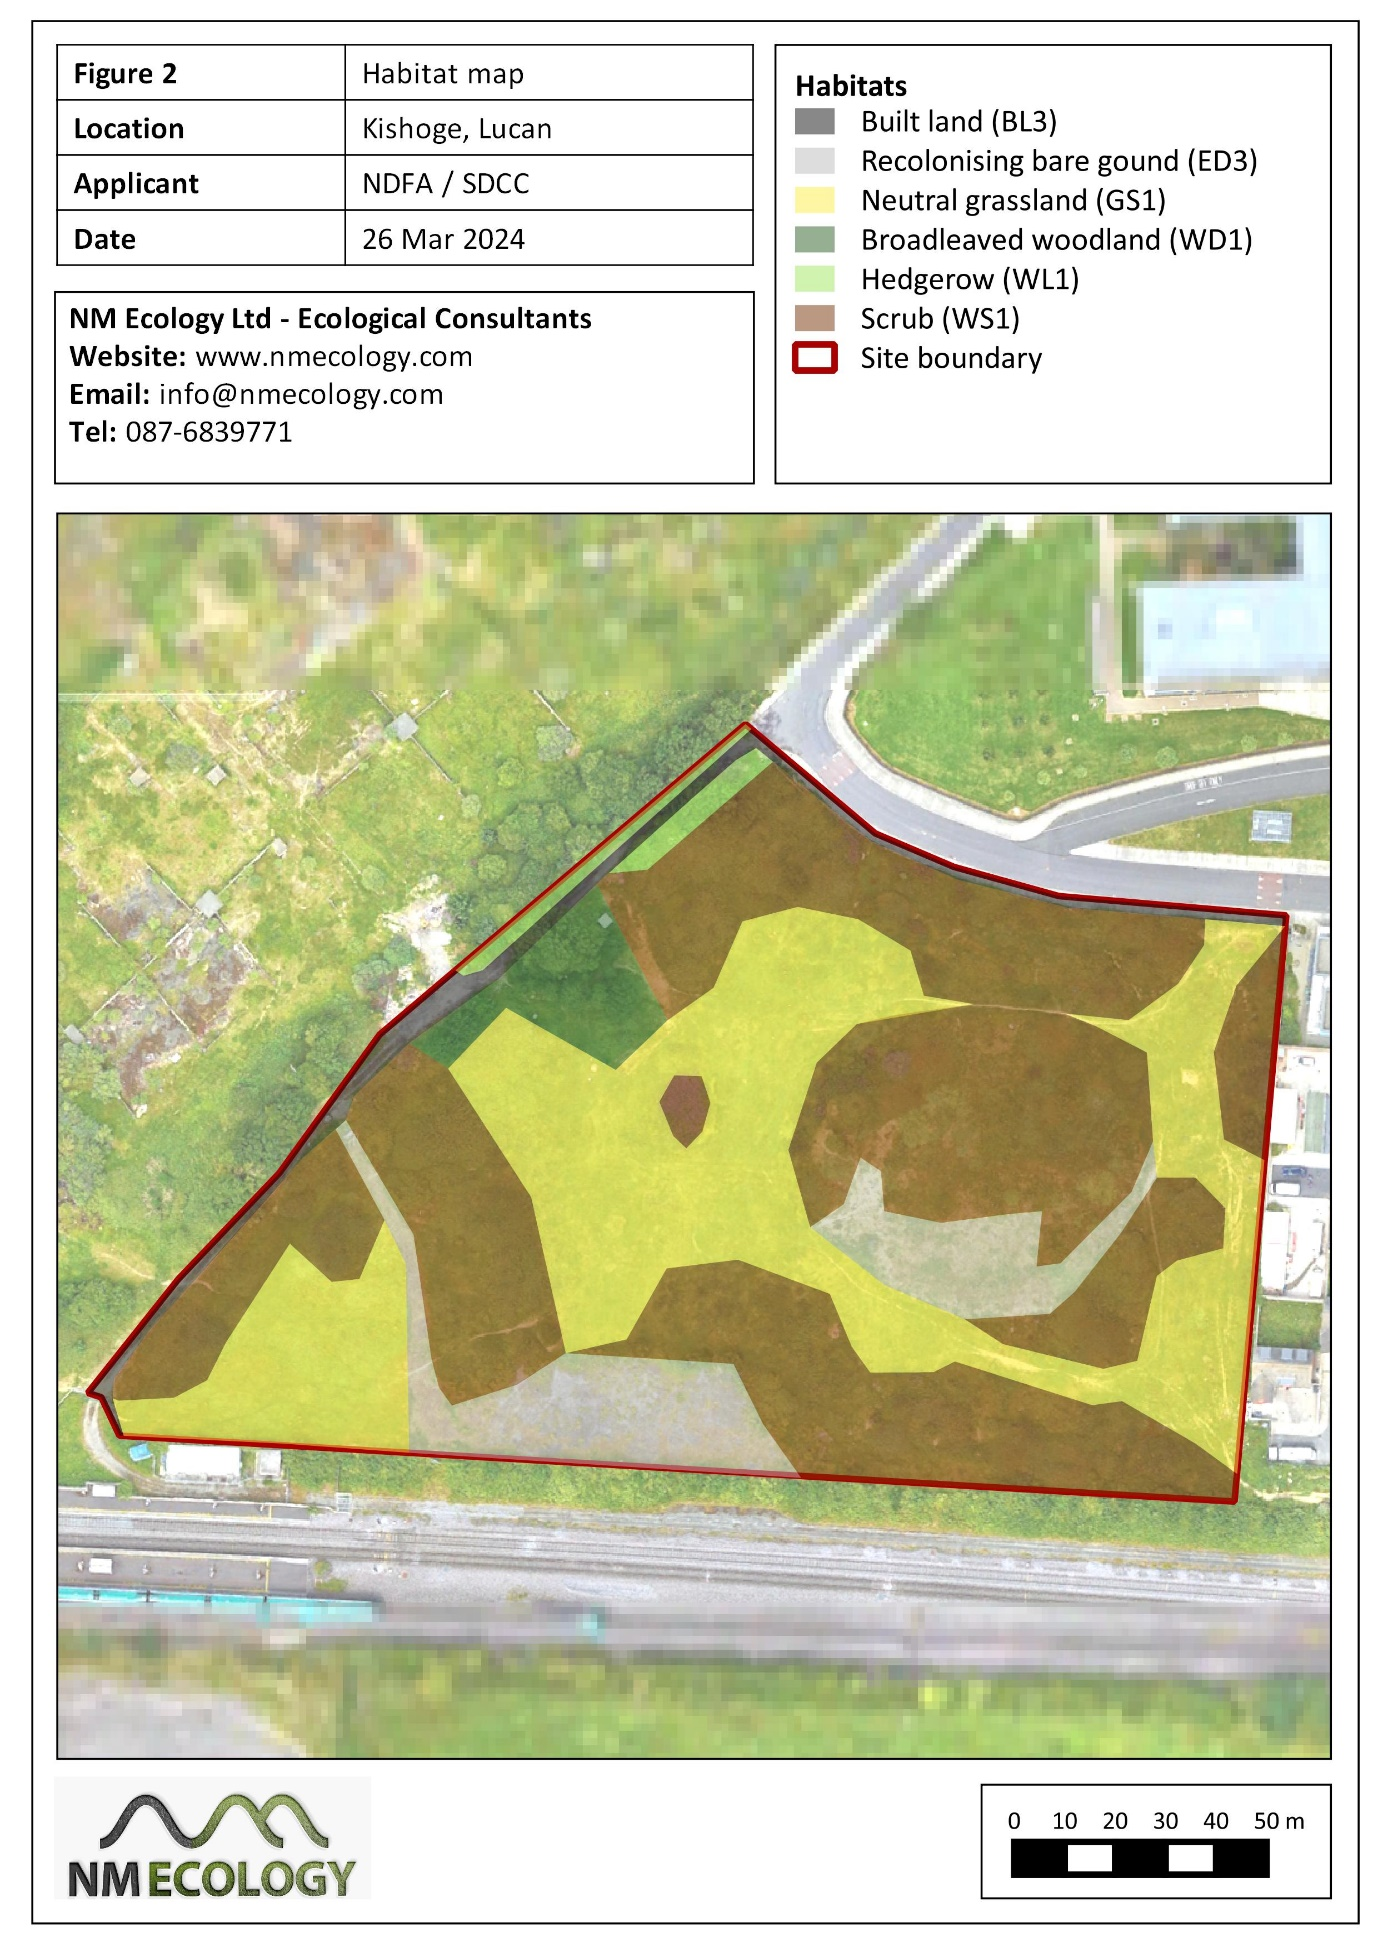 Figure 2 Habitat map
Location Kishoge, Lucan
Applicant NDFA / SDCC
Date 26 Mar 2024
NM Ecology Ltd - Ecological Consultants
Website: www.nmecology.com
Email: info@nmecology.com
Tel: 087-6839771
Habitats
Built land (BL3)
Recolonising bare gound (ED3)
Neutral grassland (GS1)
Broadleaved woodland (WD1)
Hedgerow (WL1)
Scrub (WS1)
Site boundary
NMECOLOGY
0 10 20 30 40 50 m